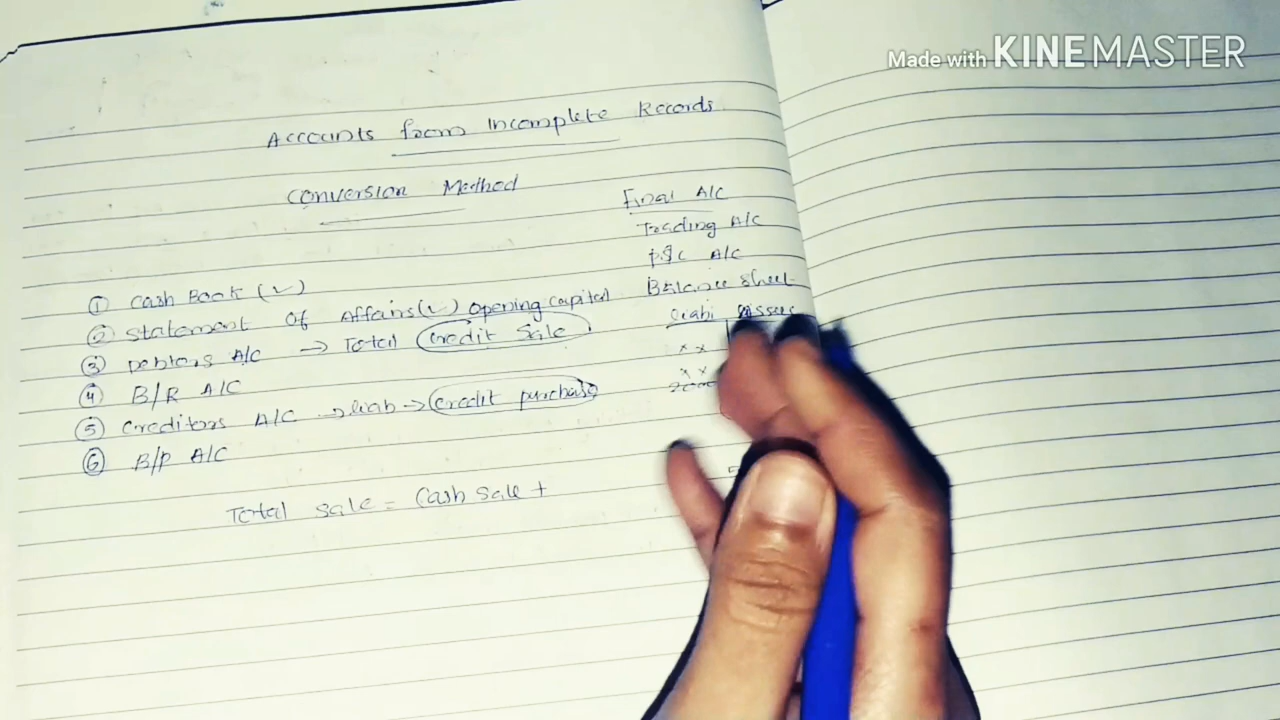 Made with KINEMASTER
Accounts from Incomplete Records
Conversion Method
Final A/C
Trading A/C
P&L A/C
Balance Sheet
Liabi Assets
x x
x x
① Cash Book (✓)
② Statement of Affairs (✓) Opening capital
③ Debtors A/C → Total Credit Sale
④ B/R A/C
⑤ Creditors A/C → Liab → Credit purchase
⑥ B/P A/C
Total Sale = Cash Sale +